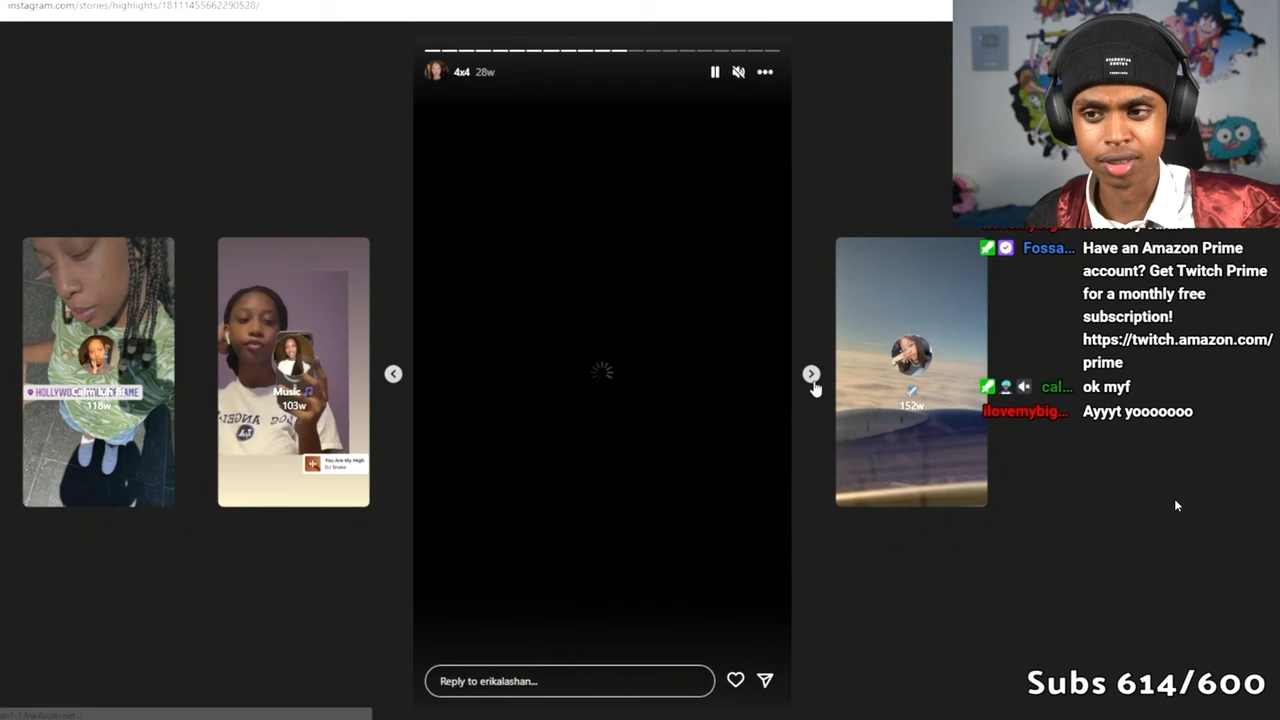 instagram.com/stories/highlights/18111455662290528/
4x4 28w
118w
Music
103w
ANGEL
You Are My High
DJ Snake
152w
Reply to erikalashan...
Fossa... Have an Amazon Prime
account? Get Twitch Prime
for a monthly free
subscription!
https://twitch.amazon.com/
prime
cal... ok myf
ilovemybig... Ayyyt yooooooo
Subs 614/600